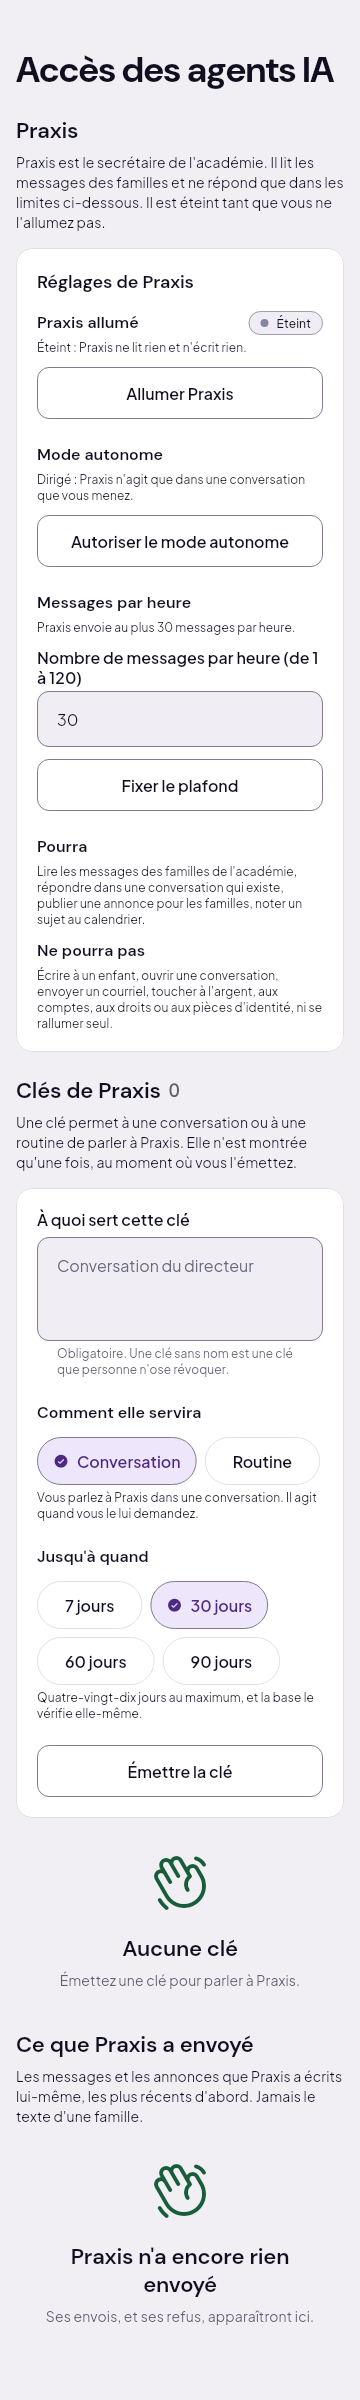 Accès des agents IA
Praxis
Praxis est le secrétaire de l'académie. Il lit les
messages des familles et ne répond que dans les
limites ci-dessous. Il est éteint tant que vous ne
l'allumez pas.
Réglages de Praxis
Praxis allumé
Éteint
Éteint : Praxis ne lit rien et n'écrit rien.
Allumer Praxis
Mode autonome
Dirigé : Praxis n'agit que dans une conversation
que vous menez.
Autoriser le mode autonome
Messages par heure
Praxis envoie au plus 30 messages par heure.
Nombre de messages par heure (de 1
à 120)
30
Fixer le plafond
Pourra
Lire les messages des familles de l'académie,
répondre dans une conversation qui existe,
publier une annonce pour les familles, noter un
sujet au calendrier.
Ne pourra pas
Écrire à un enfant, ouvrir une conversation,
envoyer un courriel, toucher à l'argent, aux
comptes, aux droits ou aux pièces d'identité, ni se
rallumer seul.
Clés de Praxis 0
Une clé permet à une conversation ou à une
routine de parler à Praxis. Elle n'est montrée
qu'une fois, au moment où vous l'émettez.
À quoi sert cette clé
Conversation du directeur
Obligatoire. Une clé sans nom est une clé
que personne n'ose révoquer.
Comment elle servira
Conversation
Routine
Vous parlez à Praxis dans une conversation. Il agit
quand vous le lui demandez.
Jusqu'à quand
7 jours
30 jours
60 jours
90 jours
Quatre-vingt-dix jours au maximum, et la base le
vérifie elle-même.
Émettre la clé
Aucune clé
Émettez une clé pour parler à Praxis.
Ce que Praxis a envoyé
Les messages et les annonces que Praxis a écrits
lui-même, les plus récents d'abord. Jamais le
texte d'une famille.
Praxis n'a encore rien
envoyé
Ses envois, et ses refus, apparaîtront ici.